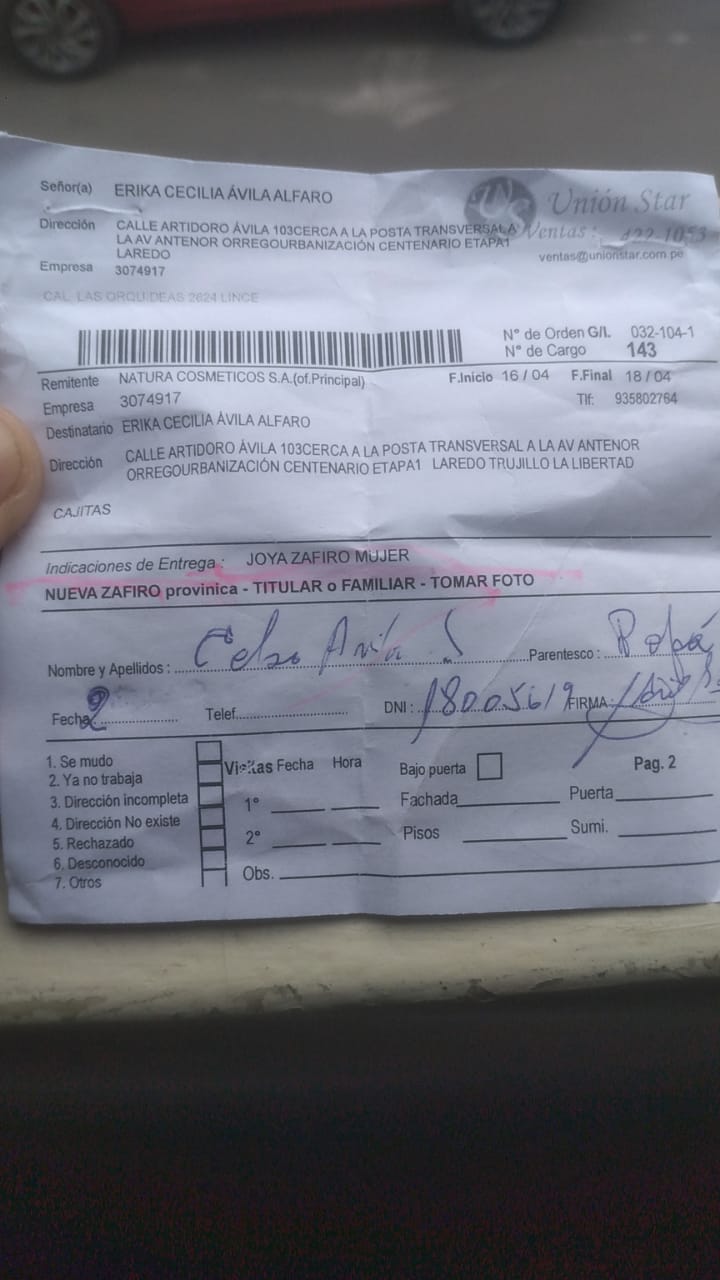 Señor(a) ERIKA CECILIA ÁVILA ALFARO
Unión Star
Dirección CALLE ARTIDORO ÁVILA 103CERCA A LA POSTA TRANSVERSAL A
LA AV ANTENOR ORREGOURBANIZACIÓN CENTENARIO ETAPA1
LAREDO
Ventas: 422-1053
ventas@unionstar.com.pe
Empresa 3074917
CAL. LAS ORQUIDEAS 2624 LINCE
N° de Orden G/I. 032-104-1
N° de Cargo 143
Remitente NATURA COSMETICOS S.A.(of.Principal) F.Inicio 16/04 F.Final 18/04
Empresa 3074917 Tlf: 935802764
Destinatario ERIKA CECILIA ÁVILA ALFARO
Dirección CALLE ARTIDORO ÁVILA 103CERCA A LA POSTA TRANSVERSAL A LA AV ANTENOR
ORREGOURBANIZACIÓN CENTENARIO ETAPA1 LAREDO TRUJILLO LA LIBERTAD
CAJITAS
Indicaciones de Entrega : JOYA ZAFIRO MUJER
NUEVA ZAFIRO provinica - TITULAR o FAMILIAR - TOMAR FOTO
Nombre y Apellidos : Celso Avila S Parentesco : Papá
Fecha 2 Telef. DNI : 18005619 FIRMA:
1. Se mudo
2. Ya no trabaja
3. Dirección incompleta
4. Dirección No existe
5. Rechazado
6. Desconocido
7. Otros
Visitas Fecha Hora Bajo puerta Pag. 2
1° Fachada Puerta
2° Pisos Sumi.
Obs.